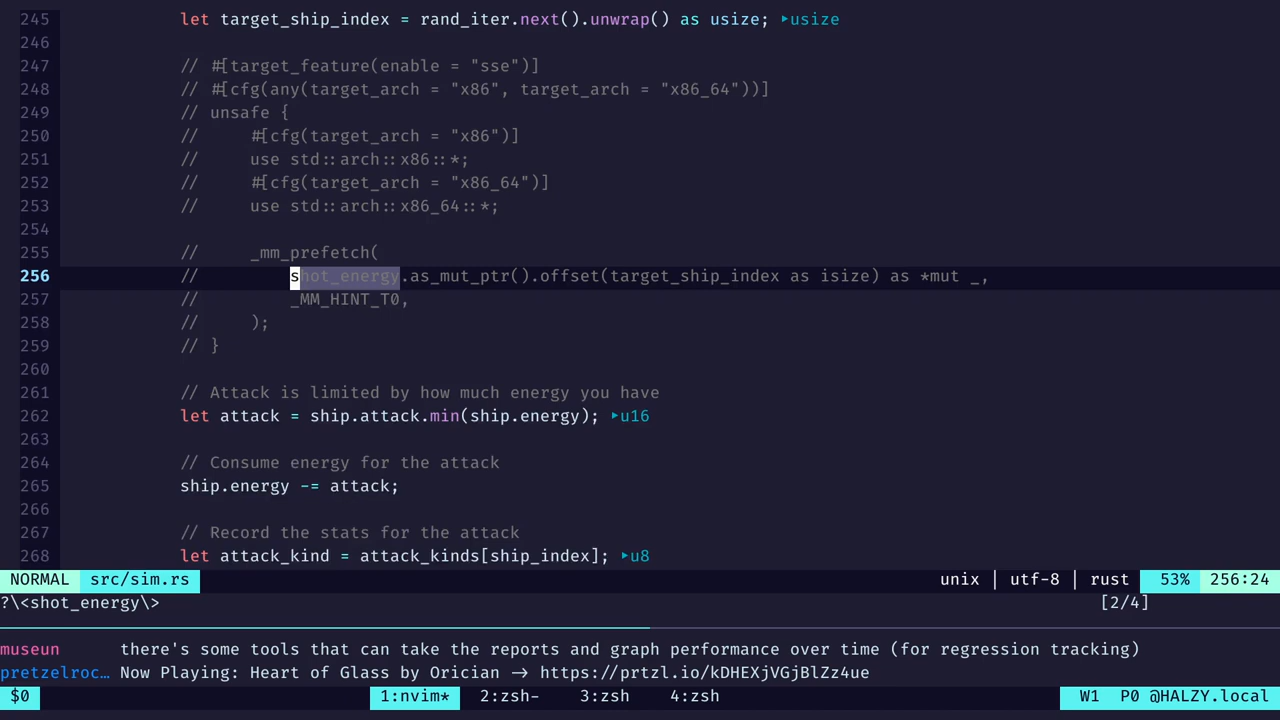 245 let target_ship_index = rand_iter.next().unwrap() as usize; ▸usize
246
247 // #[target_feature(enable = "sse")]
248 // #[cfg(any(target_arch = "x86", target_arch = "x86_64"))]
249 // unsafe {
250 //     #[cfg(target_arch = "x86")]
251 //     use std::arch::x86::*;
252 //     #[cfg(target_arch = "x86_64")]
253 //     use std::arch::x86_64::*;
254
255 //     _mm_prefetch(
256 //         shot_energy.as_mut_ptr().offset(target_ship_index as isize) as *mut _,
257 //         _MM_HINT_T0,
258 //     );
259 // }
260
261 // Attack is limited by how much energy you have
262 let attack = ship.attack.min(ship.energy); ▸u16
263
264 // Consume energy for the attack
265 ship.energy -= attack;
266
267 // Record the stats for the attack
268 let attack_kind = attack_kinds[ship_index]; ▸u8
NORMAL src/sim.rs unix | utf-8 | rust 53% 256:24
?\<shot_energy\> [2/4]
museun there's some tools that can take the reports and graph performance over time (for regression tracking)
pretzelroc… Now Playing: Heart of Glass by Orician -> https://prtzl.io/kDHEXjVGjBlZz4ue
$0 1:nvim* 2:zsh- 3:zsh 4:zsh W1 P0 @HALZY.local